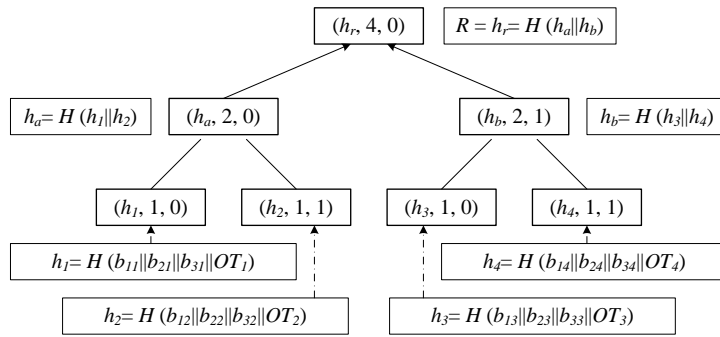 (h_r, 4, 0) R = h_r= H (h_a||h_b)
h_a= H (h_1||h_2) (h_a, 2, 0) (h_b, 2, 1) h_b= H (h_3||h_4)
(h_1, 1, 0) (h_2, 1, 1) (h_3, 1, 0) (h_4, 1, 1)
h_1= H (b_11||b_21||b_31||OT_1) h_4= H (b_14||b_24||b_34||OT_4)
h_2= H (b_12||b_22||b_32||OT_2) h_3= H (b_13||b_23||b_33||OT_3)